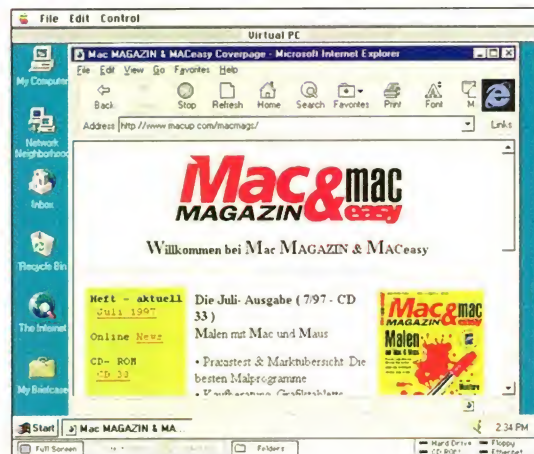 File Edit Control
Virtual PC
Mac MAGAZIN & MACeasy Coverpage - Microsoft Internet Explorer
File Edit View Go Favorites Help
Back Stop Refresh Home Search Favorites Print Font M
Address http://www.macup.com/macmags/ Links
My Computer
Network Neighborhood
Inbox
Recycle Bin
The Internet
My Briefcase
Mac & mac
MAGAZIN easy
Willkommen bei Mac MAGAZIN & MACeasy
Heft - aktuell
Juli 1997
Online News
CD- ROM
CD 33
Die Juli- Ausgabe ( 7/97 - CD
33 )
Malen mit Mac und Maus
• Praxistest & Marktübersicht: Die
besten Malprogramme
• Kaufberatung: Grafiktablets
Mac & mac
MAGAZIN easy
Malen
Start Mac MAGAZIN & MA... 2:34 PM
Full Screen Folders Hard Drive Floppy
CD ROM Ethernet